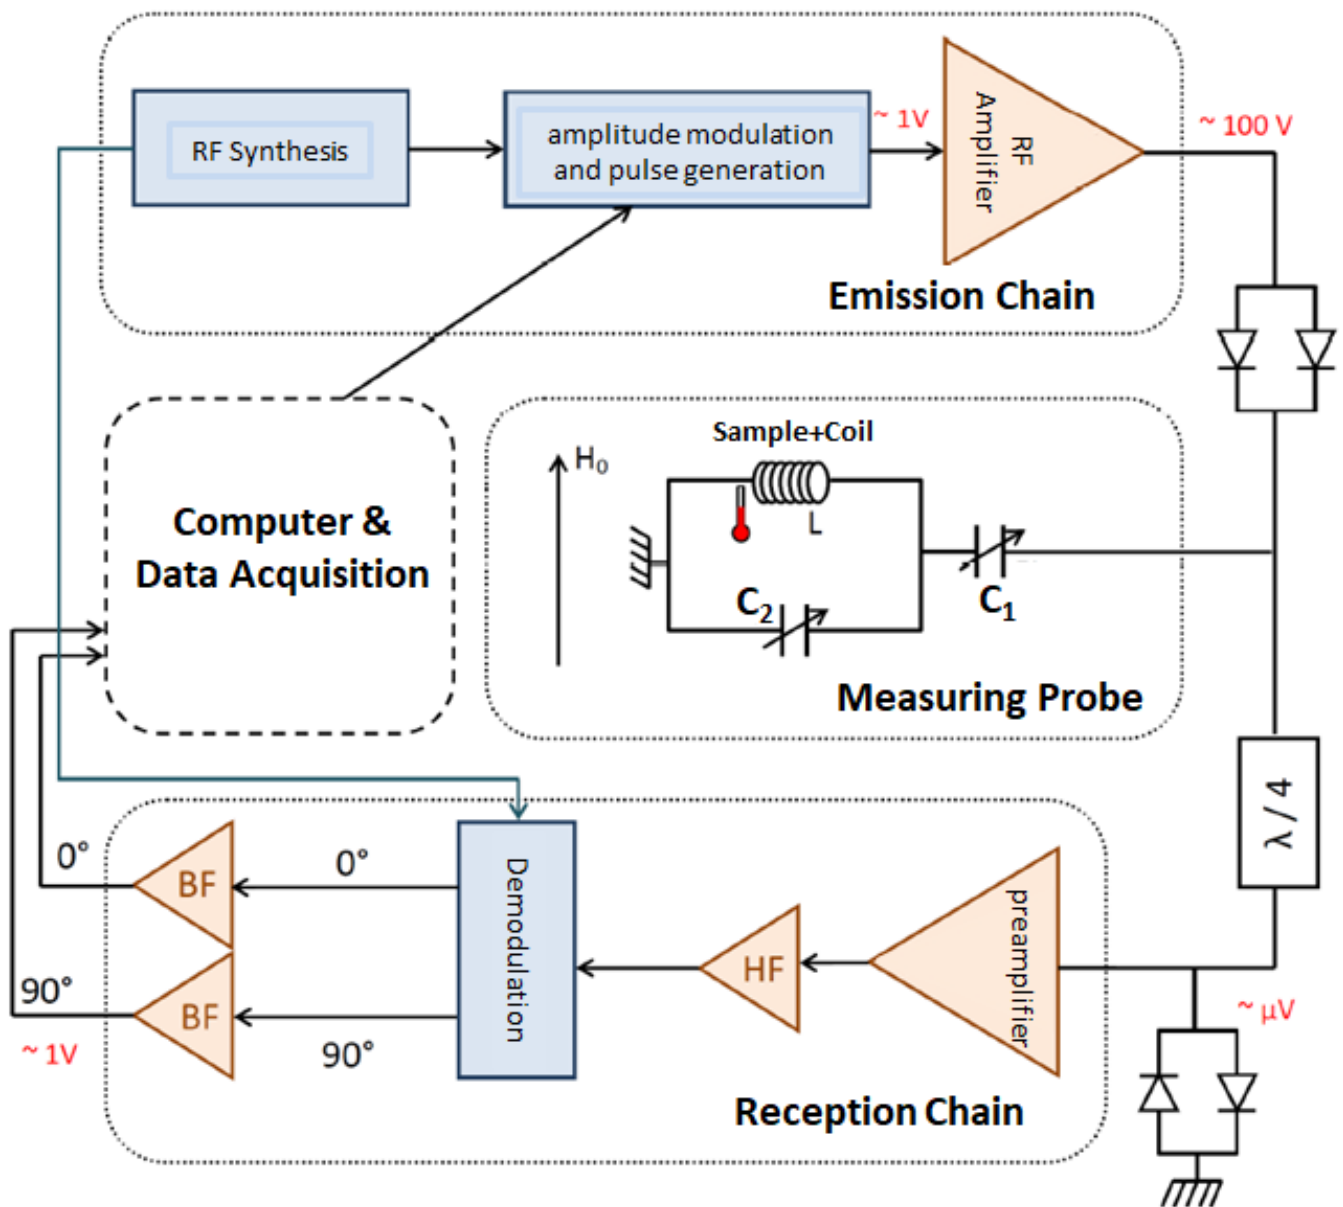 RF Synthesis
amplitude modulation
and pulse generation
~ 1V
RF
Amplifier
~ 100 V
Emission Chain
Computer &
Data Acquisition
Sample+Coil
H₀
L
C₂
C₁
Measuring Probe
λ / 4
0°
BF
0°
Demodulation
HF
preamplifier
90°
BF
90°
~ 1V
~ μV
Reception Chain